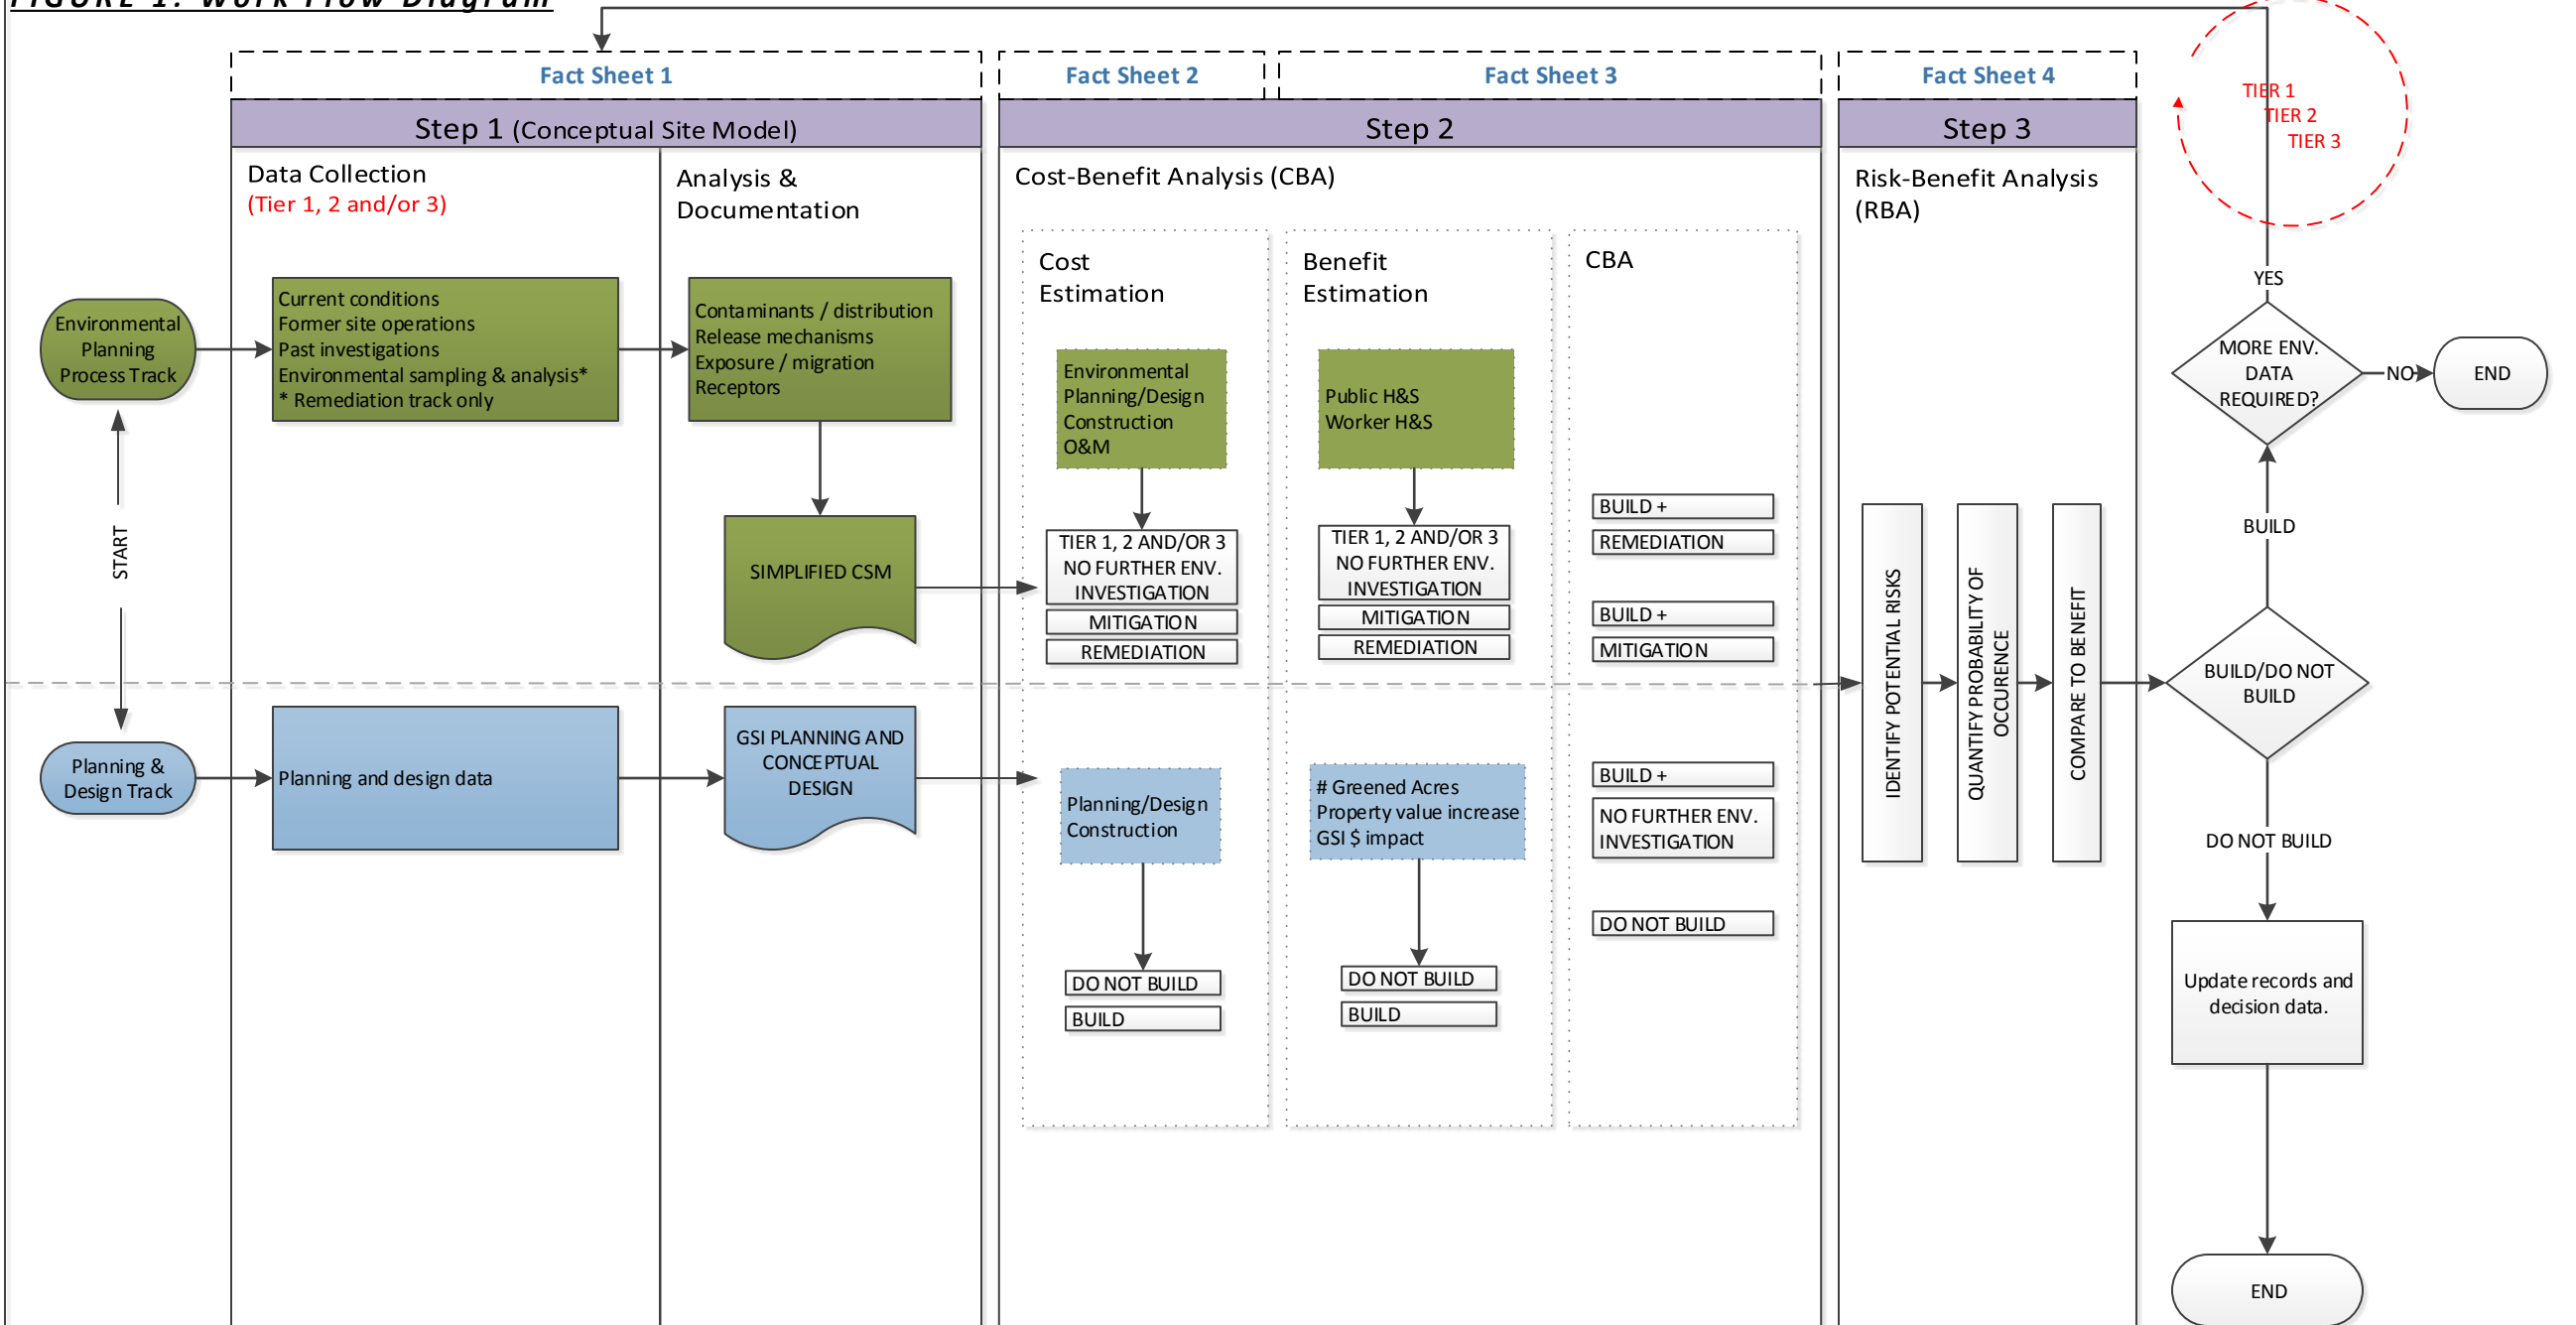 FIGURE 1: Work Flow Diagram
Fact Sheet 1
Fact Sheet 2
Fact Sheet 3
Fact Sheet 4
Step 1 (Conceptual Site Model)
Step 2
Step 3
TIER 1
TIER 2
TIER 3
Data Collection
(Tier 1, 2 and/or 3)
Analysis &
Documentation
Cost-Benefit Analysis (CBA)
Risk-Benefit Analysis
(RBA)
Cost
Estimation
Benefit
Estimation
CBA
Environmental
Planning
Process Track
Current conditions
Former site operations
Past investigations
Environmental sampling & analysis*
* Remediation track only
Contaminants / distribution
Release mechanisms
Exposure / migration
Receptors
Environmental
Planning/Design
Construction
O&M
Public H&S
Worker H&S
YES
MORE ENV.
DATA
REQUIRED?
NO
END
START
SIMPLIFIED CSM
TIER 1, 2 AND/OR 3
NO FURTHER ENV.
INVESTIGATION
MITIGATION
REMEDIATION
TIER 1, 2 AND/OR 3
NO FURTHER ENV.
INVESTIGATION
MITIGATION
REMEDIATION
BUILD +
REMEDIATION
BUILD +
MITIGATION
IDENTIFY POTENTIAL RISKS
QUANTIFY PROBABILITY OF
OCCURENCE
COMPARE TO BENEFIT
BUILD
BUILD/DO NOT
BUILD
Planning &
Design Track
Planning and design data
GSI PLANNING AND
CONCEPTUAL
DESIGN
Planning/Design
Construction
# Greened Acres
Property value increase
GSI $ impact
BUILD +
NO FURTHER ENV.
INVESTIGATION
DO NOT BUILD
DO NOT BUILD
DO NOT BUILD
BUILD
DO NOT BUILD
BUILD
Update records and
decision data.
END